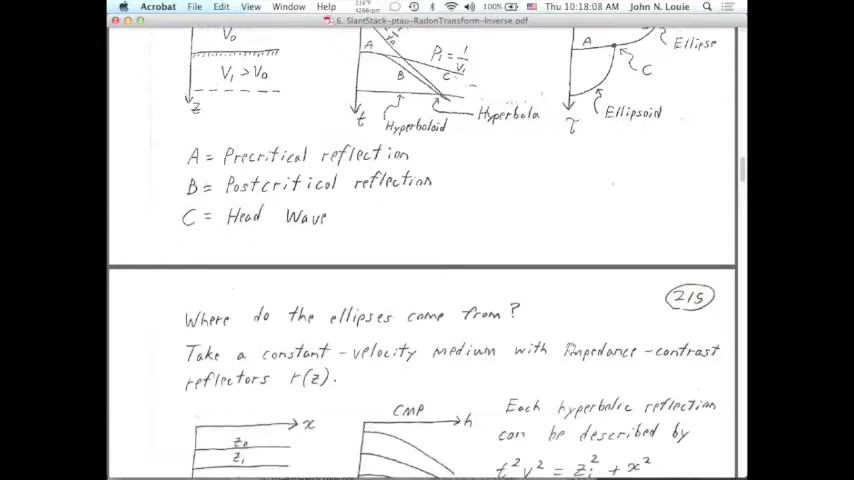 Acrobat File Edit View Window Help 218° 4266rpm 100% Thu 10:18:08 AM John N. Louie
6. SlantStack-ptau-RadonTransform-Inverse.pdf
V₀
V₁ > V₀
z
A
B
C
P₁ = 1/V₁
t
Hyperboloid
Hyperbola
A
Ellipse
C
Ellipsoid
τ
A = Precritical reflection
B = Postcritical reflection
C = Head Wave
215
Where do the ellipses come from?
Take a constant-velocity medium with impedance-contrast
reflectors r(z).
x
z₀
z₁
CMP
h
Each hyperbolic reflection
can be described by
t²v² = zᵢ² + x²